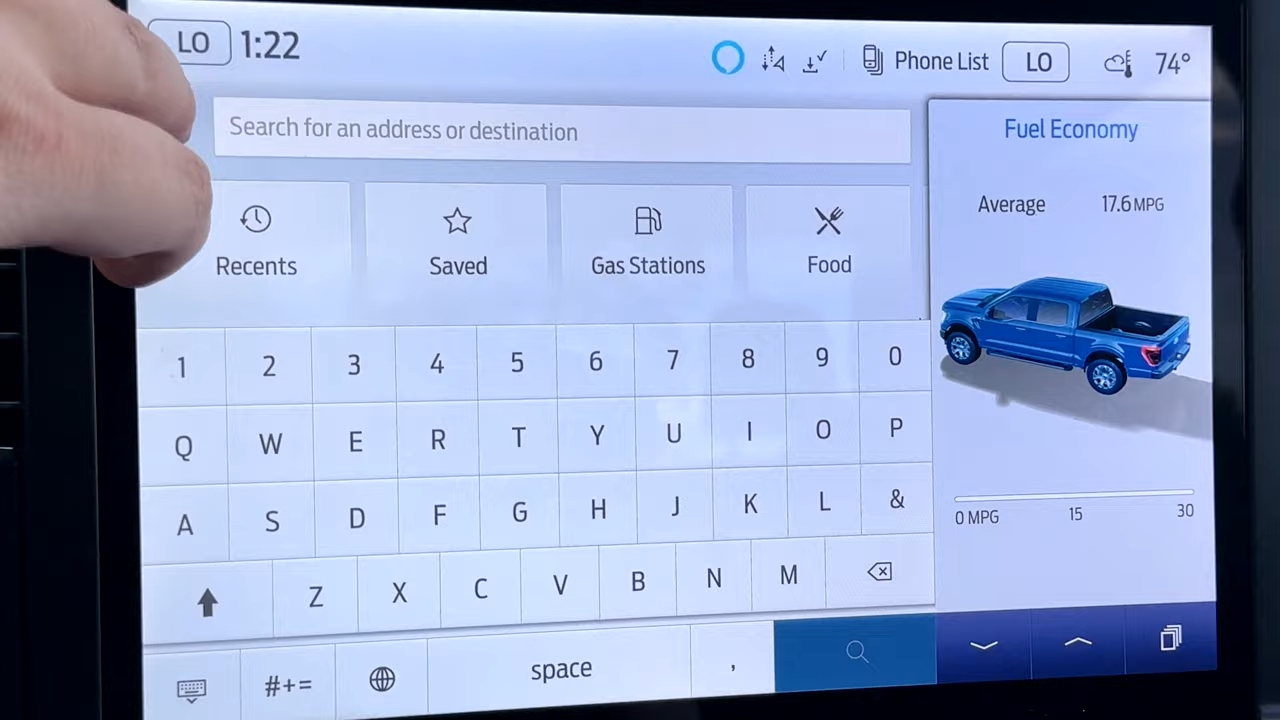 LO 1:22 Phone List LO 74°
Search for an address or destination
Fuel Economy
Average 17.6 MPG
Recents Saved Gas Stations Food
1 2 3 4 5 6 7 8 9 0
Q W E R T Y U I O P
A S D F G H J K L &
Z X C V B N M
#+= space ,
0 MPG 15 30